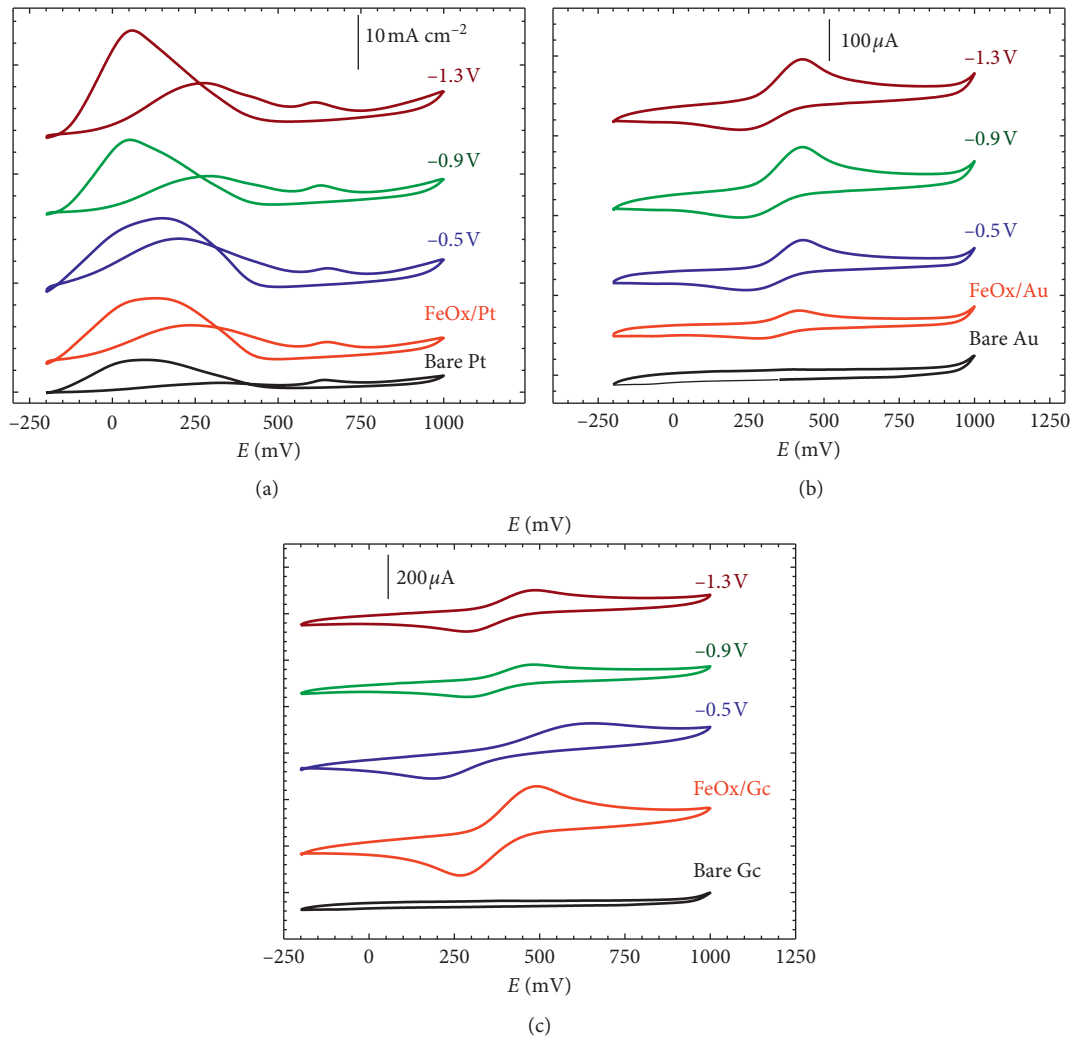 10 mA cm–2
–1.3 V
–0.9 V
–0.5 V
FeOx/Pt
Bare Pt
–250 0 250 500 750 1000
E (mV)
(a)
100 μA
–1.3 V
–0.9 V
–0.5 V
FeOx/Au
Bare Au
–250 0 250 500 750 1000 1250
E (mV)
(b)
E (mV)
200 μA
–1.3 V
–0.9 V
–0.5 V
FeOx/Gc
Bare Gc
–250 0 250 500 750 1000 1250
E (mV)
(c)